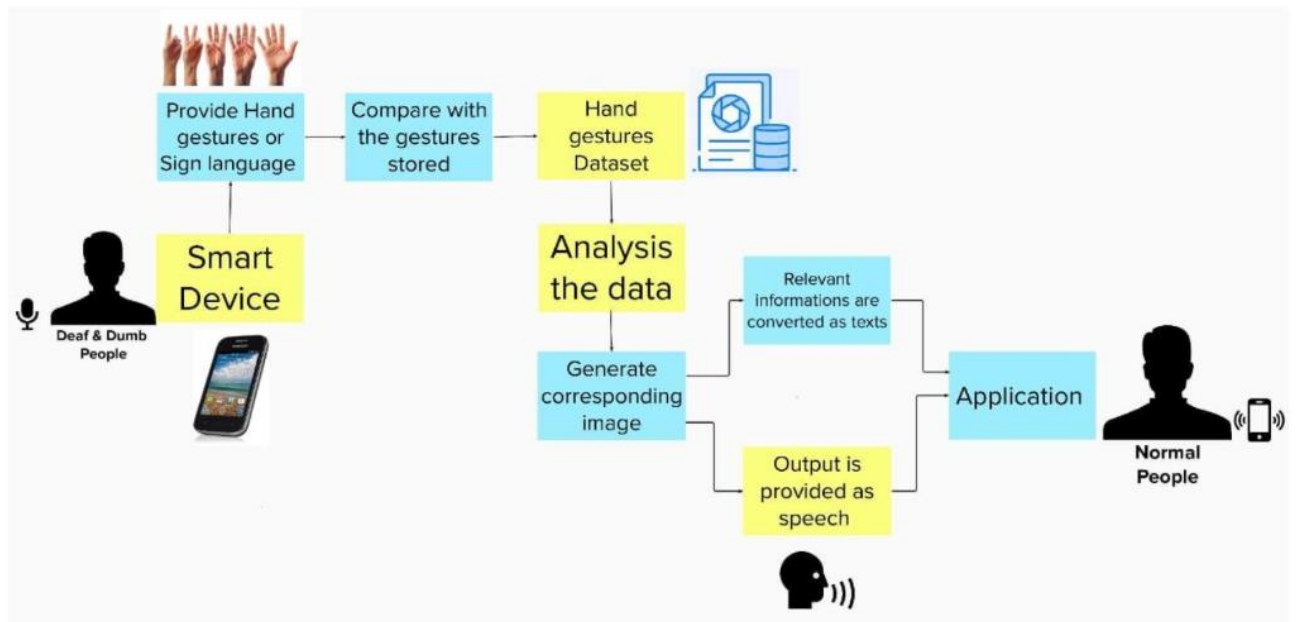 Provide Hand
gestures or
Sign language
Compare with
the gestures
stored
Hand
gestures
Dataset
Smart
Device
Deaf & Dumb
People
Analysis
the data
Generate
corresponding
image
Relevant
informations are
converted as texts
Output is
provided as
speech
Application
Normal
People